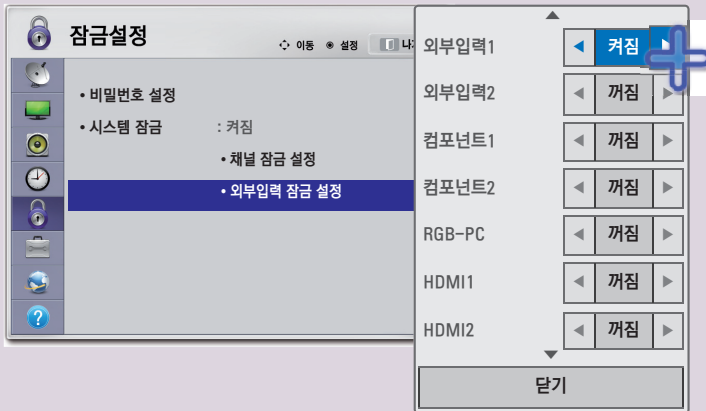 잠금설정
이동 설정 나
• 비밀번호 설정
• 시스템 잠금 : 켜짐
• 채널 잠금 설정
• 외부입력 잠금 설정
?
외부입력1 ◀ 켜짐 ▶
외부입력2 ◀ 꺼짐 ▶
컴포넌트1 ◀ 꺼짐 ▶
컴포넌트2 ◀ 꺼짐 ▶
RGB-PC ◀ 꺼짐 ▶
HDMI1 ◀ 꺼짐 ▶
HDMI2 ◀ 꺼짐 ▶
닫기